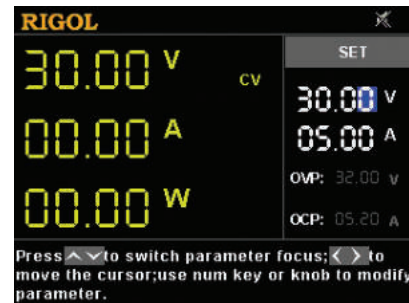 RIGOL
SET
30.00 V
CV
30.00 V
00.00 A
05.00 A
00.00 W
OVP: 32.00 V
OCP: 05.20 A
Press to switch parameter focus; to
move the cursor;use num key or knob to modify
parameter.